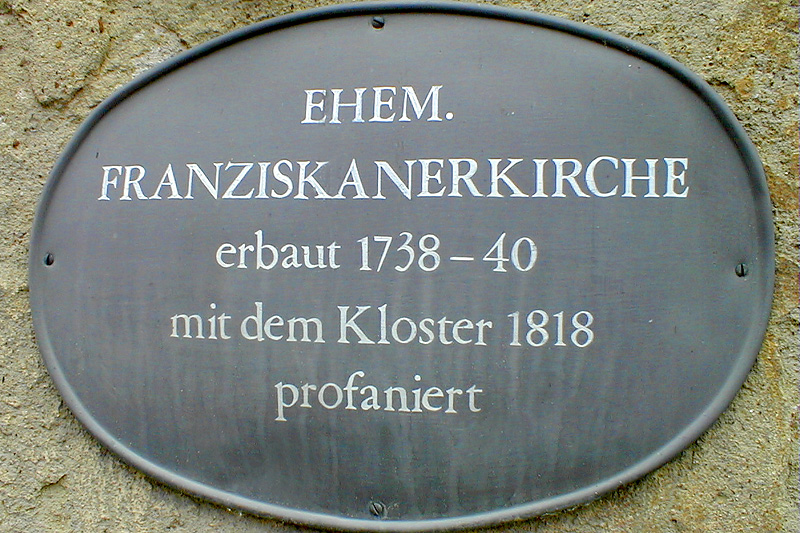 EHEM.
FRANZISKANERKIRCHE
erbaut 1738 – 40
mit dem Kloster 1818
profaniert